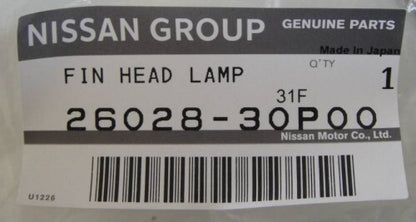 NISSAN GROUP GENUINE PARTS
Made in Japan
FIN HEAD LAMP Q'TY 1
31F
26028-30P00
Nissan Motor Co., Ltd.
U1226